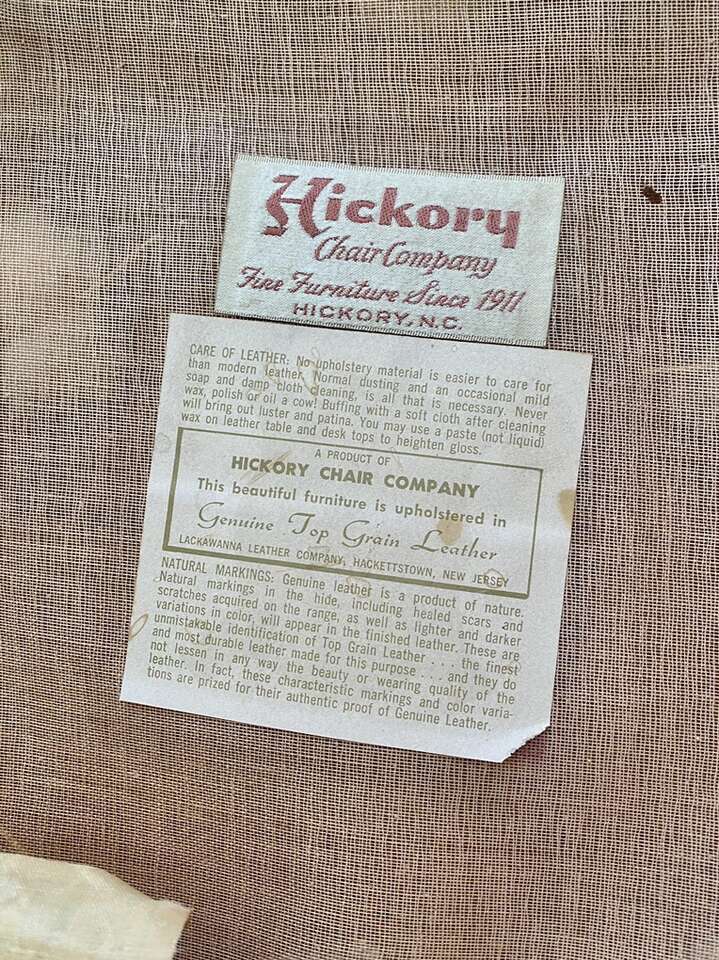 Hickory
Chair Company
Fine Furniture Since 1911
HICKORY, N.C.
CARE OF LEATHER: No upholstery material is easier to care for
than modern leather. Normal dusting and an occasional mild
soap and damp cloth cleaning, is all that is necessary. Never
wax, polish or oil a cow! Buffing with a soft cloth after cleaning
will bring out luster and patina. You may use a paste (not liquid)
wax on leather table and desk tops to heighten gloss.
A PRODUCT OF
HICKORY CHAIR COMPANY
This beautiful furniture is upholstered in
Genuine Top Grain Leather
LACKAWANNA LEATHER COMPANY, HACKETTSTOWN, NEW JERSEY
NATURAL MARKINGS: Genuine leather is a product of nature.
Natural markings in the hide, including healed scars and
scratches acquired on the range, as well as lighter and darker
variations in color, will appear in the finished leather. These are
unmistakable identification of Top Grain Leather . . . the finest
and most durable leather made for this purpose . . . and they do
not lessen in any way the beauty or wearing quality of the
leather. In fact, these characteristic markings and color varia-
tions are prized for their authentic proof of Genuine Leather.